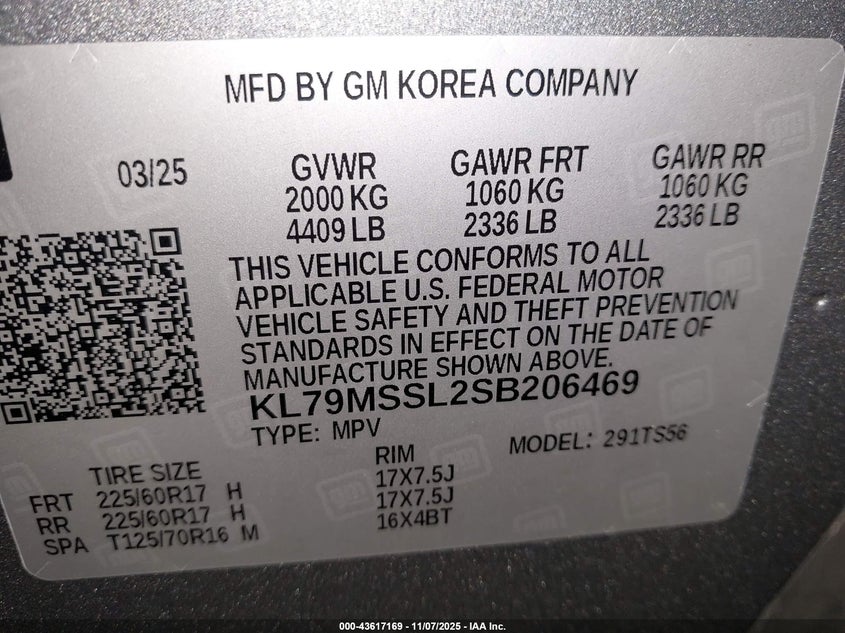 MFD BY GM KOREA COMPANY
03/25 GVWR GAWR FRT GAWR RR
2000 KG 1060 KG 1060 KG
4409 LB 2336 LB 2336 LB
THIS VEHICLE CONFORMS TO ALL
APPLICABLE U.S. FEDERAL MOTOR
VEHICLE SAFETY AND THEFT PREVENTION
STANDARDS IN EFFECT ON THE DATE OF
MANUFACTURE SHOWN ABOVE.
KL79MSSL2SB206469
TYPE: MPV MODEL: 291TS56
TIRE SIZE RIM
FRT 225/60R17 H 17X7.5J
RR 225/60R17 H 17X7.5J
SPA T125/70R16 M 16X4BT
000-43617169 - 11/07/2025 - IAA Inc.